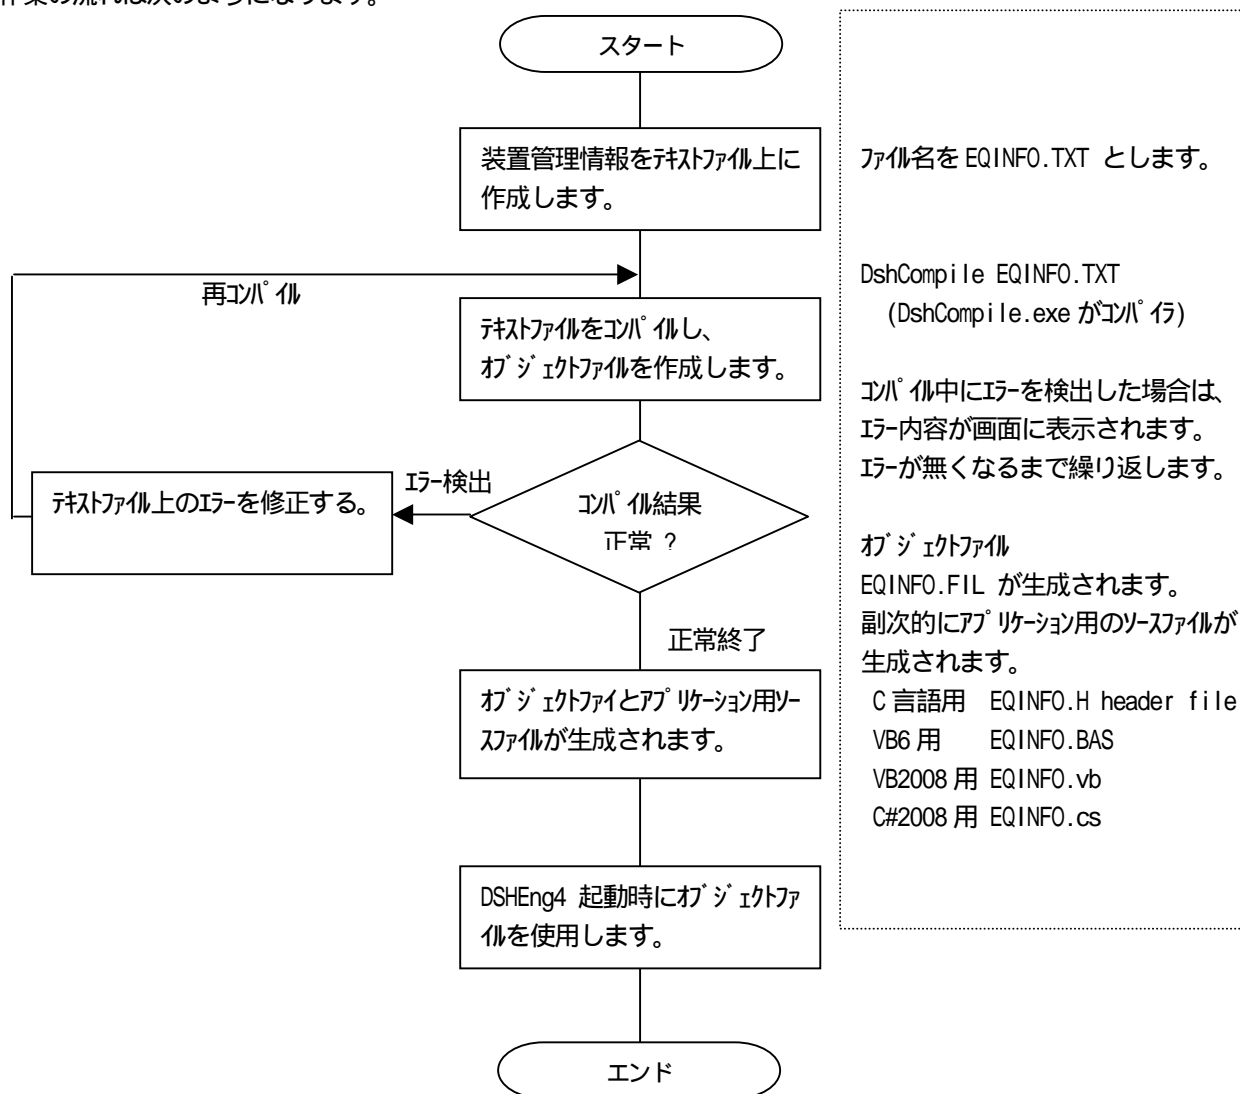 作業の流れは次のようになります。
スタート
装置管理情報をﾃｷｽﾄﾌｧｲﾙ上に
作成します。
再ｺﾝﾊﾟｲﾙ
ﾃｷｽﾄﾌｧｲﾙをｺﾝﾊﾟｲﾙし、
ｵﾌﾞｼﾞｪｸﾄﾌｧｲﾙを作成します。
ｴﾗｰ検出
ﾃｷｽﾄﾌｧｲﾙ上のｴﾗｰを修正する。
ｺﾝﾊﾟｲﾙ結果
正常 ?
正常終了
ｵﾌﾞｼﾞｪｸﾄﾌｧｲとｱﾌﾟﾘｹｰｼｮﾝ用ｿｰ
ｽﾌｧｲﾙが生成されます。
DSHEng4 起動時にｵﾌﾞｼﾞｪｸﾄﾌｧ
ｲﾙを使用します。
エンド
ﾌｧｲﾙ名を EQINFO.TXT とします。
DshCompile EQINFO.TXT
(DshCompile.exe がｺﾝﾊﾟｲﾗ)
ｺﾝﾊﾟｲﾙ中にｴﾗｰを検出した場合は、
ｴﾗｰ内容が画面に表示されます。
ｴﾗｰが無くなるまで繰り返します。
ｵﾌﾞｼﾞｪｸﾄﾌｧｲﾙ
EQINFO.FIL が生成されます。
副次的にｱﾌﾟﾘｹｰｼｮﾝ用のｿｰｽﾌｧｲﾙが
生成されます。
C 言語用 EQINFO.H header file
VB6 用 EQINFO.BAS
VB2008 用 EQINFO.vb
C#2008 用 EQINFO.cs